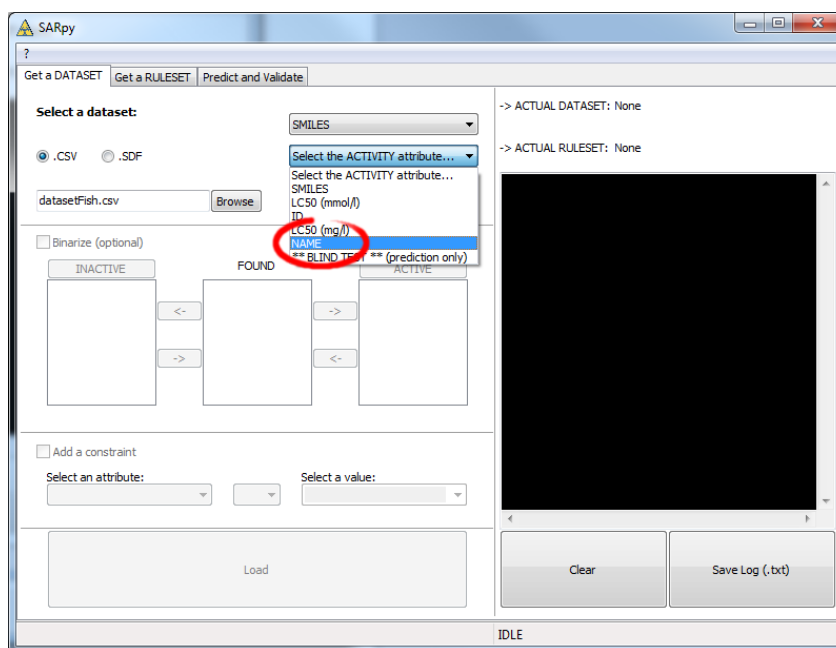 SARpy
?
Get a DATASET Get a RULESET Predict and Validate
Select a dataset:
SMILES
.CSV .SDF
Select the ACTIVITY attribute...
Select the ACTIVITY attribute...
SMILES
LC50 (mmol/l)
ID
LC50 (mg/l)
NAME
** BLIND TEST ** (prediction only)
datasetFish.csv Browse
Binarize (optional)
INACTIVE FOUND ACTIVE
<- ->
-> <-
Add a constraint
Select an attribute: Select a value:
Load
-> ACTUAL DATASET: None
-> ACTUAL RULESET: None
Clear Save Log (.txt)
IDLE